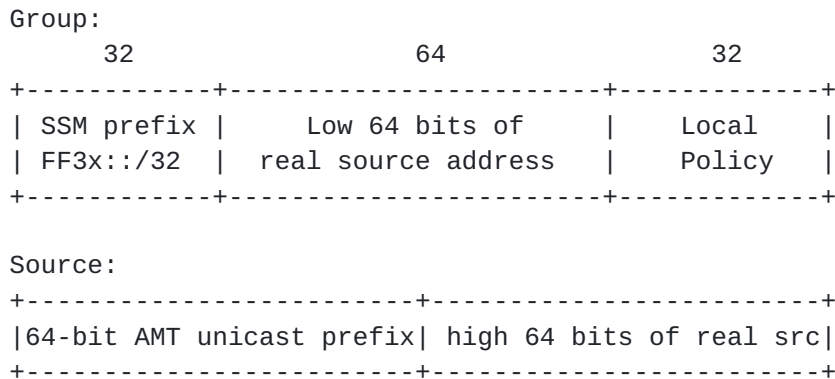 Group:
      32                  64                   32
+------------+------------------------+-------------+
| SSM prefix |     Low 64 bits of     |    Local    |
| FF3x::/32  |  real source address   |    Policy   |
+------------+------------------------+-------------+
Source:
+-------------------------+-------------------------+
|64-bit AMT unicast prefix| high 64 bits of real src|
+-------------------------+-------------------------+